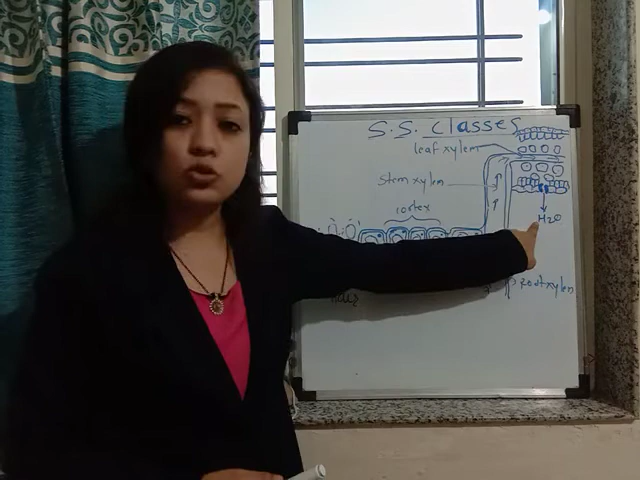 S.S. Classes
leaf xylem
stem xylem
cortex
H₂O
root xylem